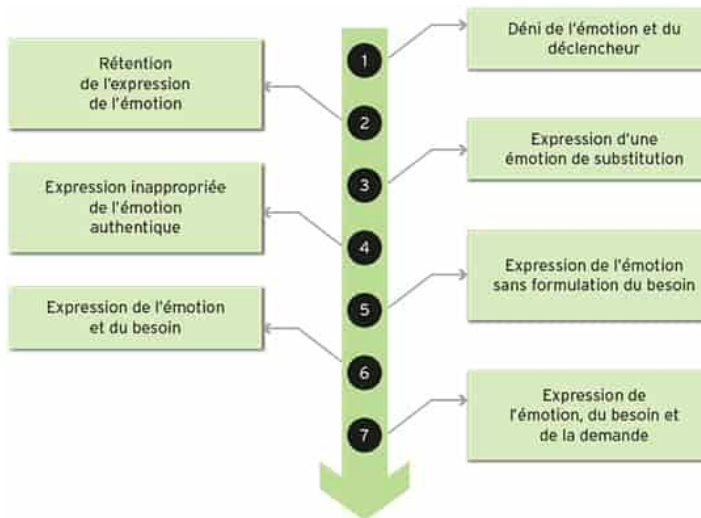 1
Déni de l'émotion et du
déclencheur
2
Rétention
de l'expression
de l'émotion
3
Expression d'une
émotion de substitution
4
Expression inappropriée
de l'émotion
authentique
5
Expression de l'émotion
sans formulation du besoin
6
Expression de l'émotion
et du besoin
7
Expression de
l'émotion, du besoin et
de la demande